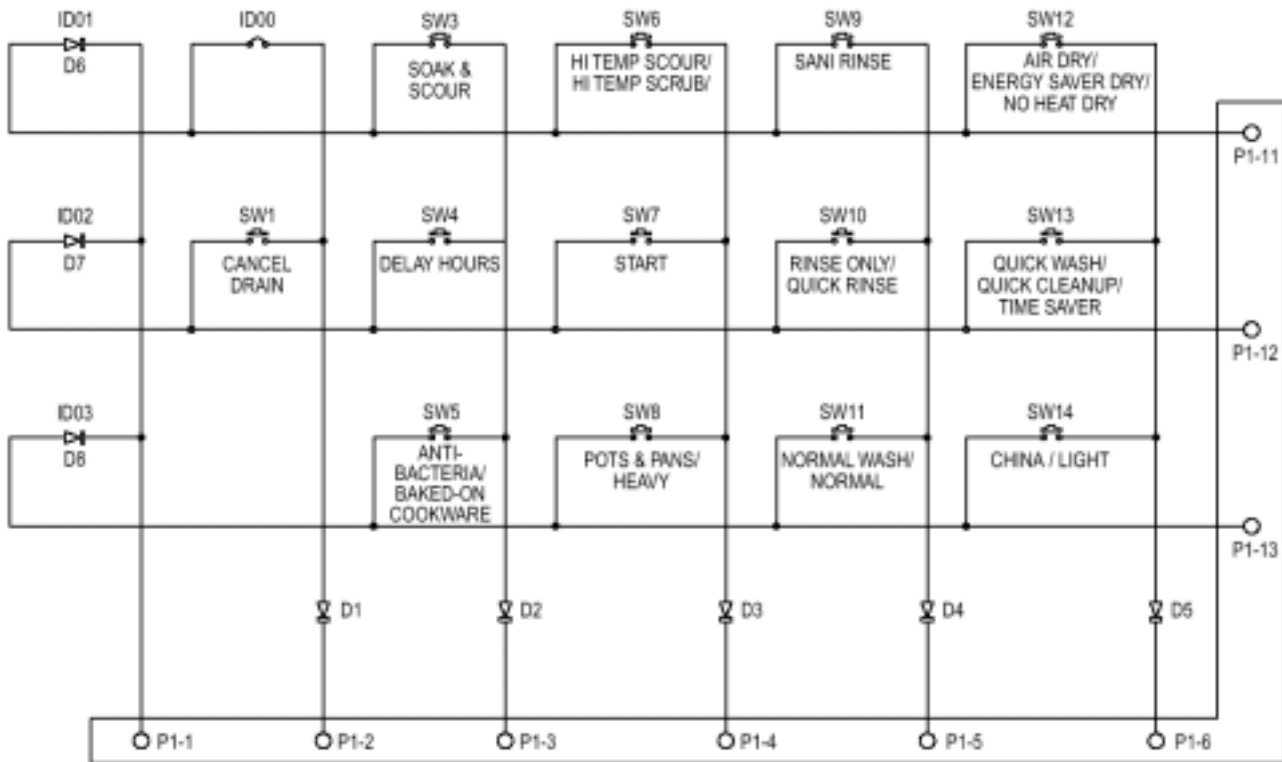 ID01
ID00
SW3
SW6
SW9
SW12
D6
SOAK &
SCOUR
HI TEMP SCOUR/
HI TEMP SCRUB/
SANI RINSE
AIR DRY/
ENERGY SAVER DRY/
NO HEAT DRY
P1-11
ID02
SW1
SW4
SW7
SW10
SW13
D7
CANCEL
DRAIN
DELAY HOURS
START
RINSE ONLY/
QUICK RINSE
QUICK WASH/
QUICK CLEANUP/
TIME SAVER
P1-12
ID03
SW5
SW8
SW11
SW14
D8
ANTI-
BACTERIA/
BAKED-ON
COOKWARE
POTS & PANS/
HEAVY
NORMAL WASH/
NORMAL
CHINA / LIGHT
P1-13
D1
D2
D3
D4
D5
P1-1
P1-2
P1-3
P1-4
P1-5
P1-6